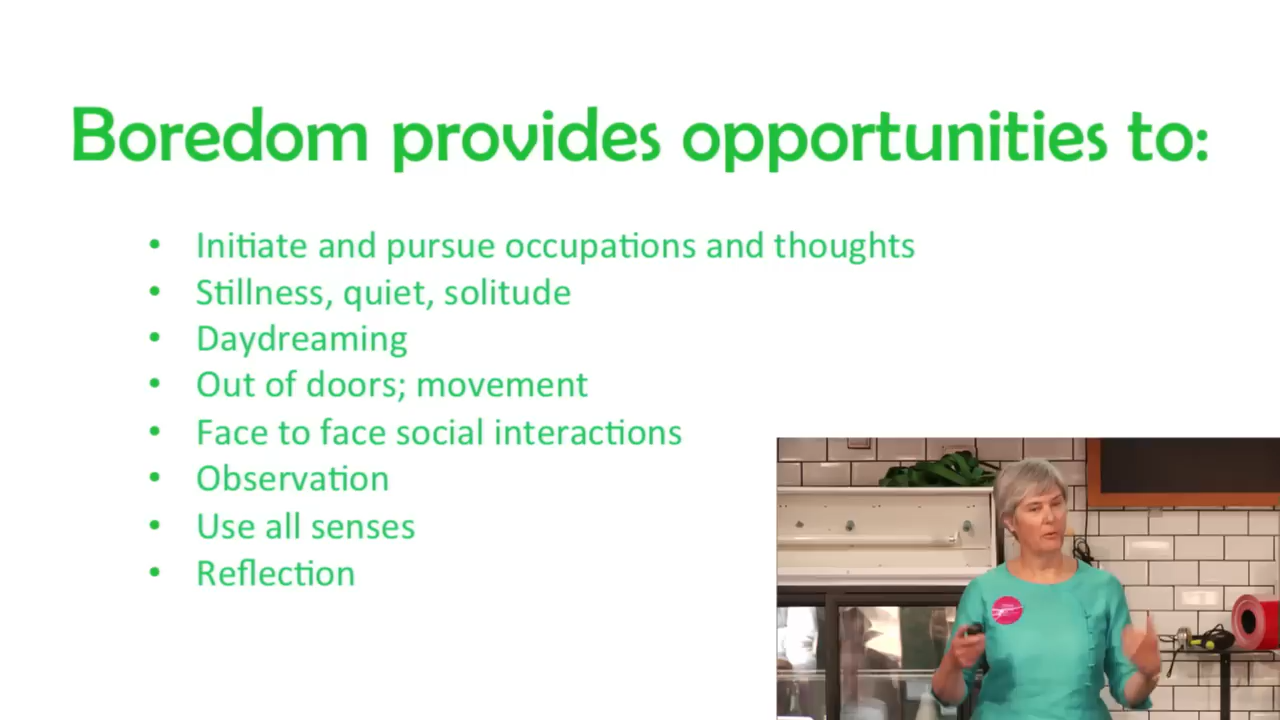 Boredom provides opportunities to:
• Initiate and pursue occupations and thoughts
• Stillness, quiet, solitude
• Daydreaming
• Out of doors; movement
• Face to face social interactions
• Observation
• Use all senses
• Reflection